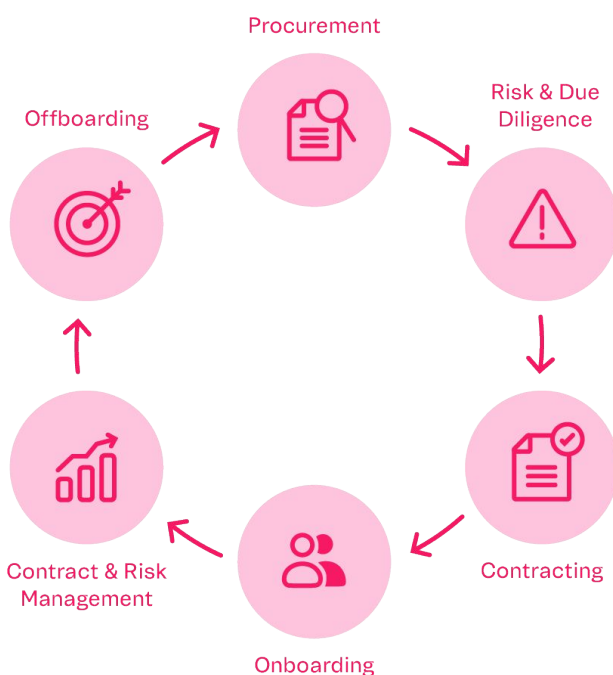 Procurement
Risk & Due
Diligence
Contracting
Onboarding
Contract & Risk
Management
Offboarding